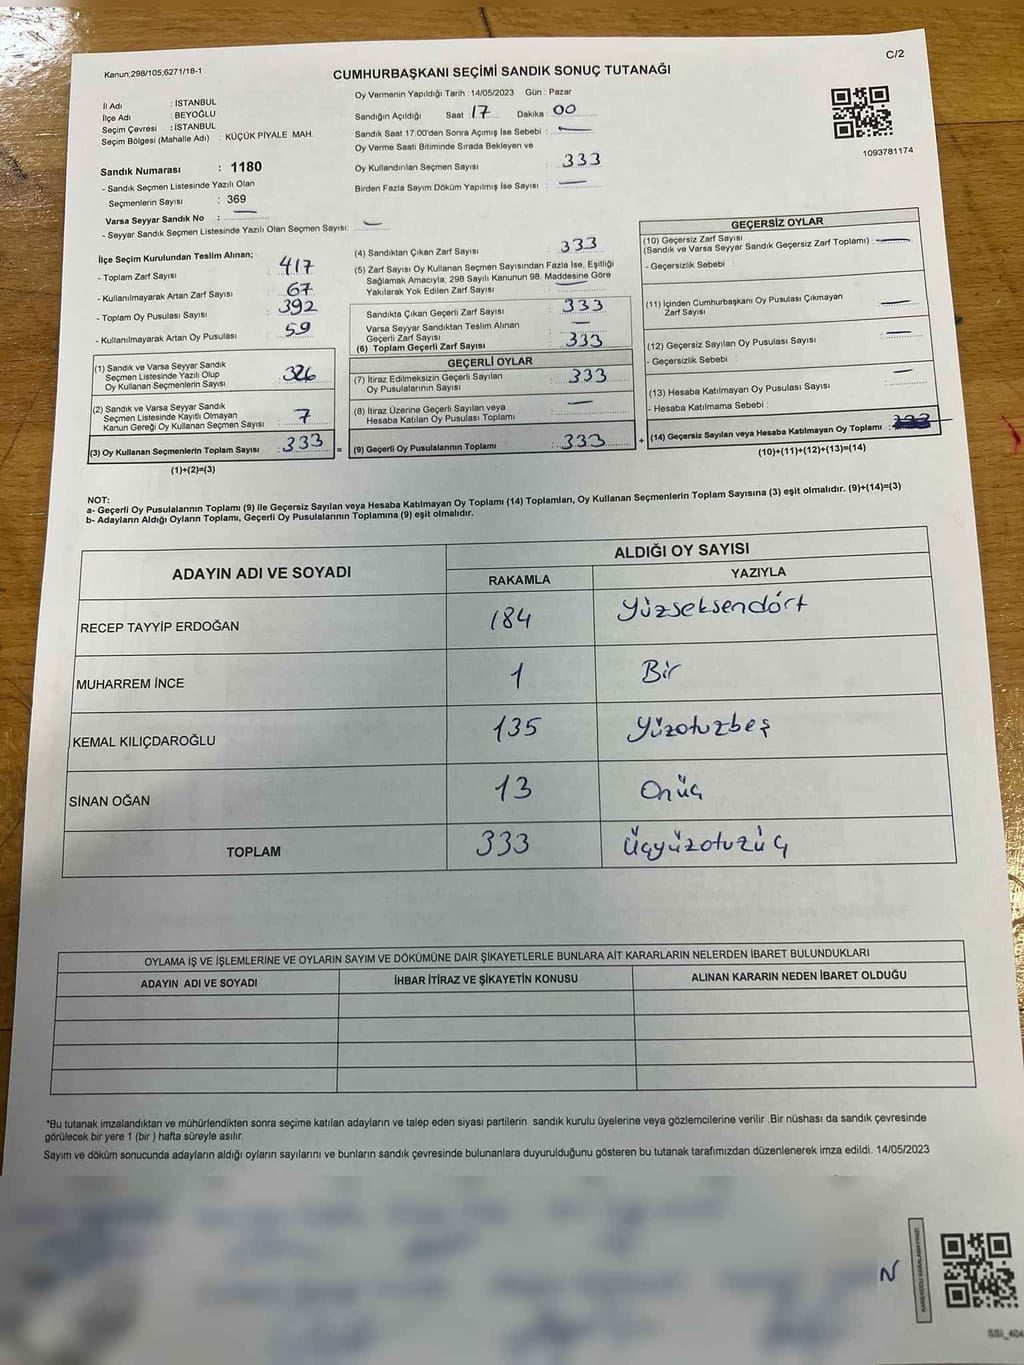 C/2
Kanun;298/105;6271/18-1
CUMHURBAŞKANI SEÇİMİ SANDIK SONUÇ TUTANAĞI
İl Adı : İSTANBUL
İlçe Adı : BEYOĞLU
Seçim Çevresi : İSTANBUL
Seçim Bölgesi (Mahalle Adı) : KÜÇÜK PİYALE MAH.
Sandık Numarası : 1180
- Sandık Seçmen Listesinde Yazılı Olan
Seçmenlerin Sayısı : 369
Varsa Seyyar Sandık No :
- Seyyar Sandık Seçmen Listesinde Yazılı Olan Seçmen Sayısı:
İlçe Seçim Kurulundan Teslim Alınan;
- Toplam Zarf Sayısı 417
- Kullanılmayarak Artan Zarf Sayısı 67
- Toplam Oy Pusulası Sayısı 392
- Kullanılmayarak Artan Oy Pusulası 59
(1) Sandık ve Varsa Seyyar Sandık
Seçmen Listesinde Yazılı Olup
Oy Kullanan Seçmenlerin Sayısı 326
(2) Sandık ve Varsa Seyyar Sandık
Seçmen Listesinde Kayıtlı Olmayan
Kanun Gereği Oy Kullanan Seçmen Sayısı 7
(3) Oy Kullanan Seçmenlerin Toplam Sayısı : 333 =
(1)+(2)=(3)
Oy Vermenin Yapıldığı Tarih : 14/05/2023 Gün : Pazar
Sandığın Açıldığı Saat 17 Dakika : 00
Sandık Saat 17:00'den Sonra Açımış İse Sebebi :
Oy Verme Saati Bitiminde Sırada Bekleyen ve
Oy Kullandırılan Seçmen Sayısı : 333
Birden Fazla Sayım Döküm Yapılmış İse Sayısı :
(4) Sandıktan Çıkan Zarf Sayısı : 333
(5) Zarf Sayısı Oy Kullanan Seçmen Sayısından Fazla İse, Eşitliği
Sağlamak Amacıyla; 298 Sayılı Kanunun 98. Maddesine Göre
Yakılarak Yok Edilen Zarf Sayısı :
Sandıkta Çıkan Geçerli Zarf Sayısı : 333
Varsa Seyyar Sandıktan Teslim Alınan
Geçerli Zarf Sayısı :
(6) Toplam Geçerli Zarf Sayısı : 333
GEÇERLİ OYLAR
(7) İtiraz Edilmeksizin Geçerli Sayılan
Oy Pusulalarının Sayısı : 333
(8) İtiraz Üzerine Geçerli Sayılan veya
Hesaba Katılan Oy Pusulası Toplamı :
(9) Geçerli Oy Pusulalarının Toplamı : 333 +
1093781174
GEÇERSİZ OYLAR
(10) Geçersiz Zarf Sayısı
(Sandık ve Varsa Seyyar Sandık Geçersiz Zarf Toplamı) :
- Geçersizlik Sebebi :
(11) İçinden Cumhurbaşkanı Oy Pusulası Çıkmayan
Zarf Sayısı :
(12) Geçersiz Sayılan Oy Pusulası Sayısı :
- Geçersizlik Sebebi :
(13) Hesaba Katılmayan Oy Pusulası Sayısı :
- Hesaba Katılmama Sebebi :
(14) Geçersiz Sayılan veya Hesaba Katılmayan Oy Toplamı :
(10)+(11)+(12)+(13)=(14)
NOT:
a- Geçerli Oy Pusulalarının Toplamı (9) ile Geçersiz Sayılan veya Hesaba Katılmayan Oy Toplamı (14) Toplamları, Oy Kullanan Seçmenlerin Toplam Sayısına (3) eşit olmalıdır. (9)+(14)=(3)
b- Adayların Aldığı Oyların Toplamı, Geçerli Oy Pusulalarının Toplamına (9) eşit olmalıdır.
ADAYIN ADI VE SOYADI ALDIĞI OY SAYISI
RAKAMLA YAZIYLA
RECEP TAYYİP ERDOĞAN 184 Yüzseksendört
MUHARREM İNCE 1 Bir
KEMAL KILIÇDAROĞLU 135 Yüzotuzbeş
SİNAN OĞAN 13 Onüç
TOPLAM 333 Üçyüzotuzüç
OYLAMA İŞ VE İŞLEMLERİNE VE OYLARIN SAYIM VE DÖKÜMÜNE DAİR ŞİKAYETLERLE BUNLARA AİT KARARLARIN NELERDEN İBARET BULUNDUKLARI
ADAYIN ADI VE SOYADI İHBAR İTİRAZ VE ŞİKAYETİN KONUSU ALINAN KARARIN NEDEN İBARET OLDUĞU
*Bu tutanak imzalandıktan ve mühürlendikten sonra seçime katılan adayların ve talep eden siyasi partilerin sandık kurulu üyelerine veya gözlemcilerine verilir .Bir nüshası da sandık çevresinde
görülecek bir yere 1 (bir ) hafta süreyle asılır.
Sayım ve döküm sonucunda adayların aldığı oyların sayılarını ve bunların sandık çevresinde bulunanlara duyurulduğunu gösteren bu tutanak tarafımızdan düzenlenerek imza edildi. 14/05/2023
N
KAREKODU KARALAMAYINIZ!